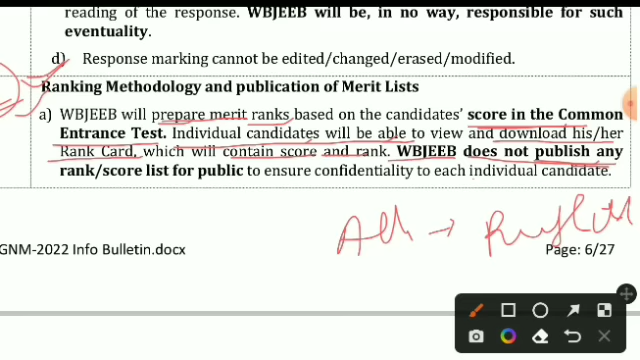 reading of the response. WBJEEB will be, in no way, responsible for such
eventuality.
d) Response marking cannot be edited/changed/erased/modified.
Ranking Methodology and publication of Merit Lists
a) WBJEEB will prepare merit ranks based on the candidates' score in the Common
Entrance Test. Individual candidates will be able to view and download his/her
Rank Card, which will contain score and rank. WBJEEB does not publish any
rank/score list for public to ensure confidentiality to each individual candidate.
GNM-2022 Info Bulletin.docx
Page: 6/27